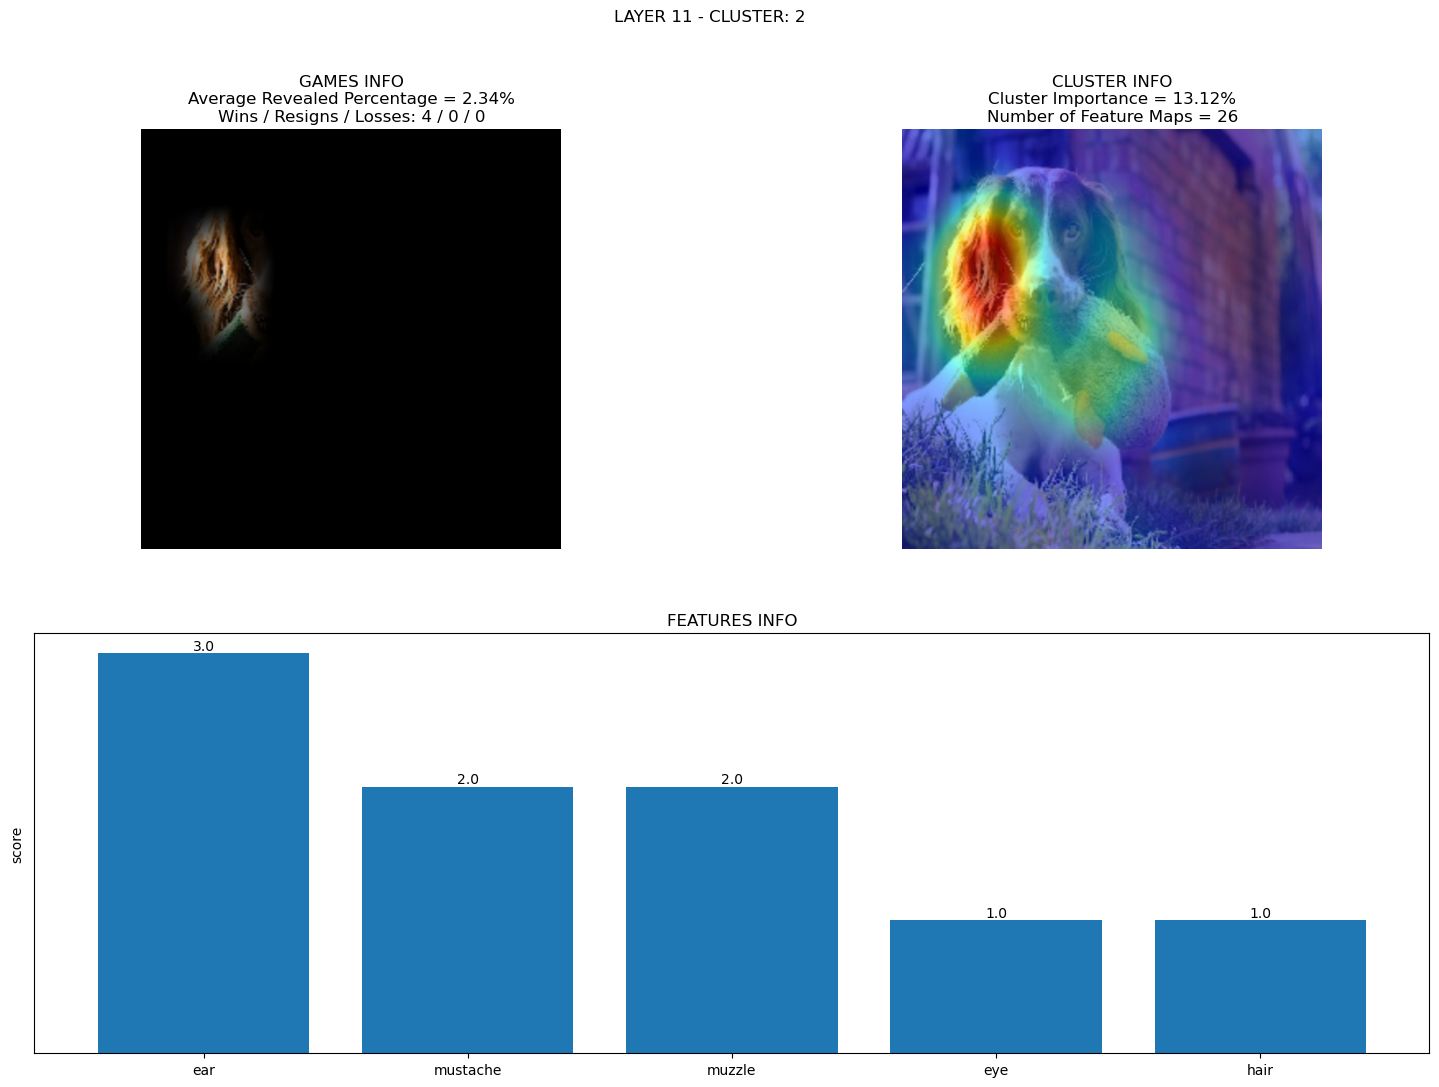 LAYER 11 - CLUSTER: 2
GAMES INFO
Average Revealed Percentage = 2.34%
Wins / Resigns / Losses: 4 / 0 / 0
CLUSTER INFO
Cluster Importance = 13.12%
Number of Feature Maps = 26
FEATURES INFO
score
3.0
2.0
2.0
1.0
1.0
ear
mustache
muzzle
eye
hair